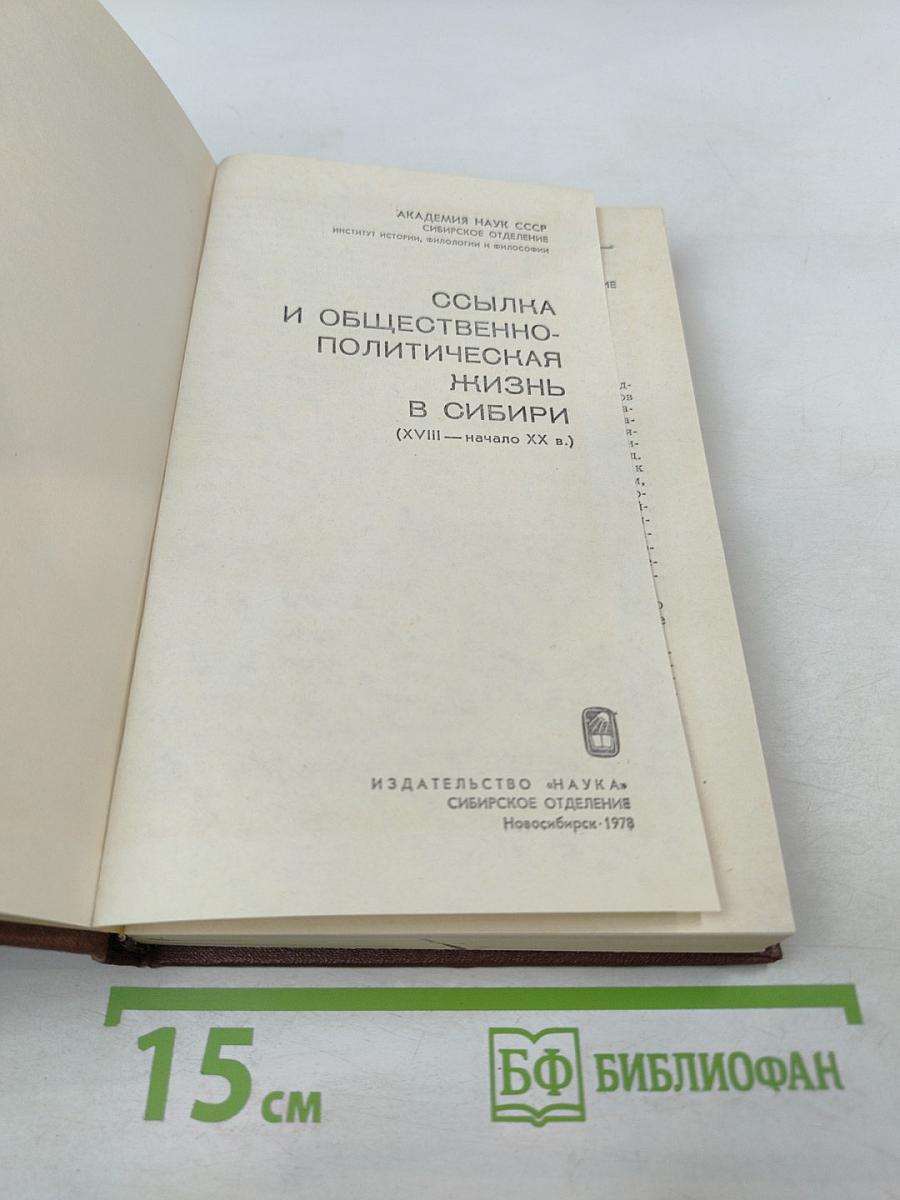 АКАДЕМИЯ НАУК СССР
СИБИРСКОЕ ОТДЕЛЕНИЕ
ИНСТИТУТ ИСТОРИИ, ФИЛОЛОГИИ И ФИЛОСОФИИ
ССЫЛКА
И ОБЩЕСТВЕННО-
ПОЛИТИЧЕСКАЯ
ЖИЗНЬ
В СИБИРИ
(XVIII — начало XX в.)
ИЗДАТЕЛЬСТВО «НАУКА»
СИБИРСКОЕ ОТДЕЛЕНИЕ
Новосибирск·1978
15 см
БФ БИБЛИОФАН